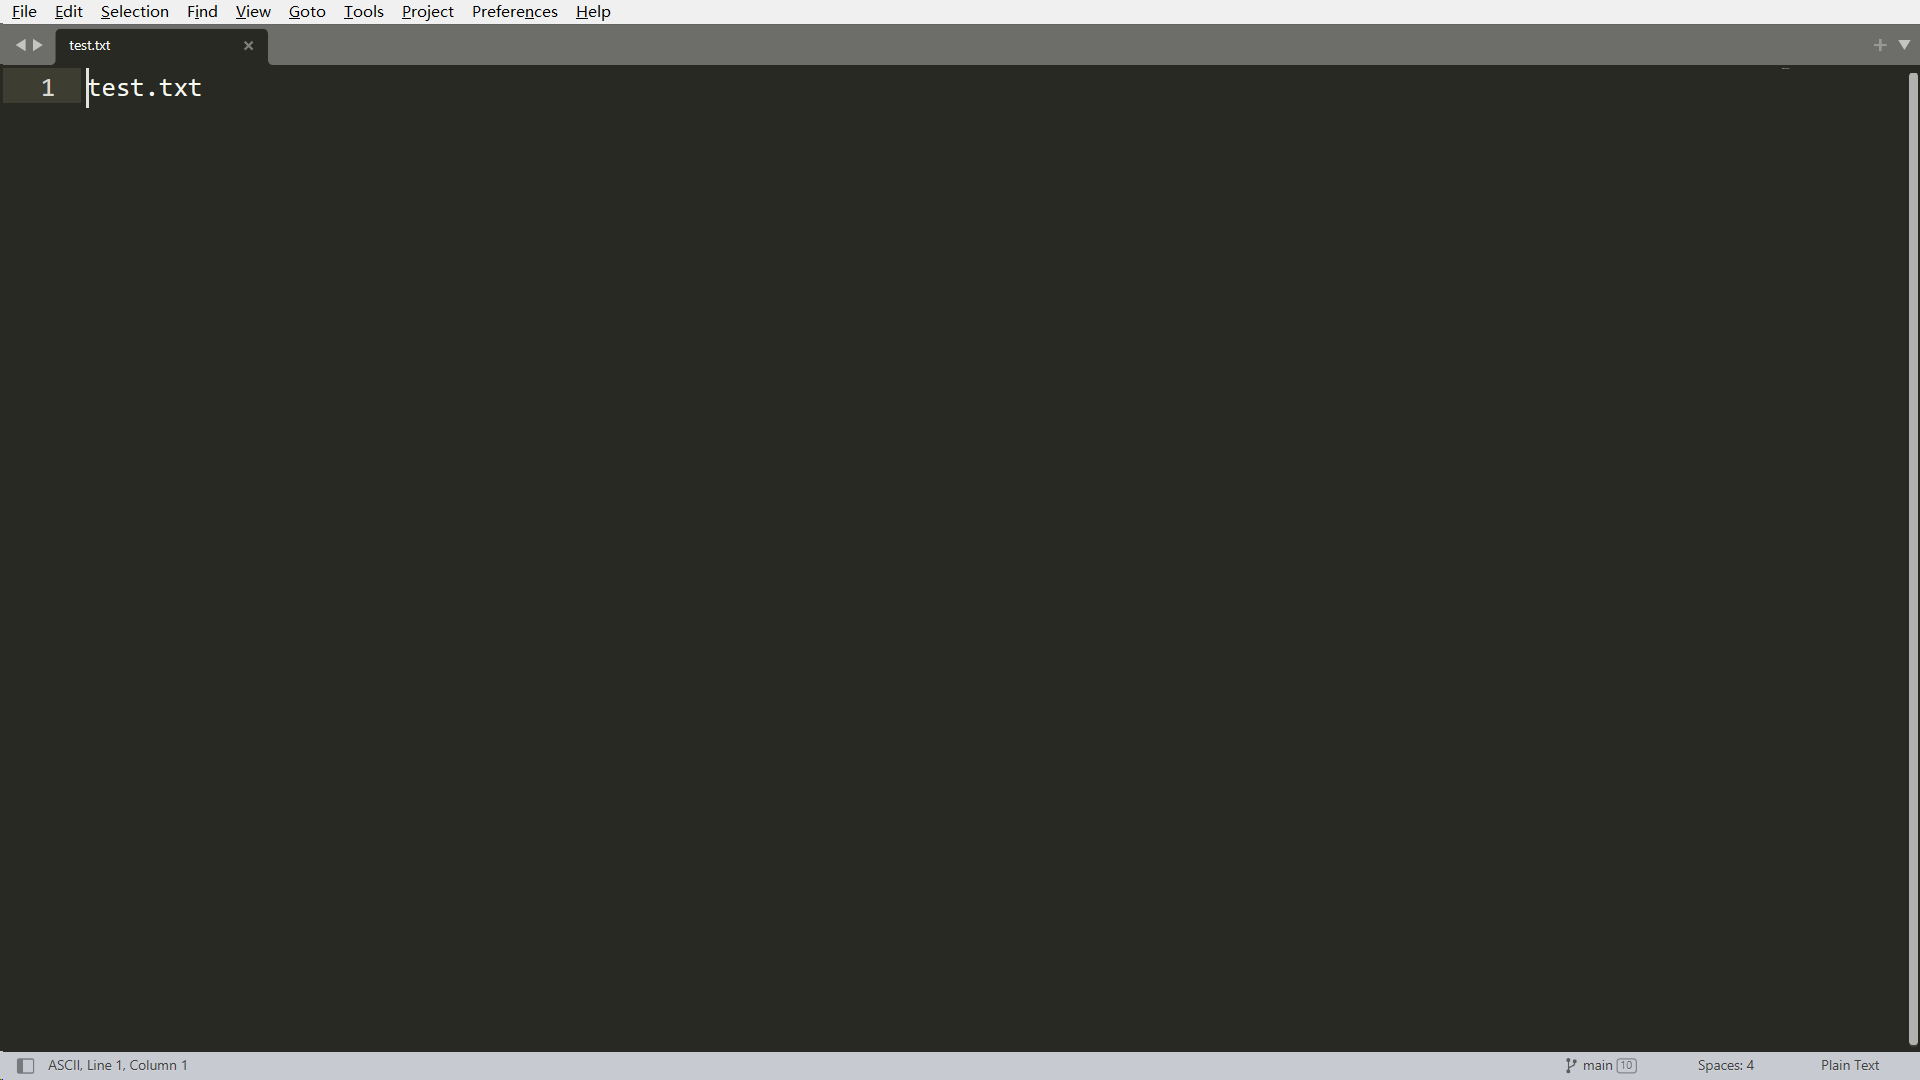 File Edit Selection Find View Goto Tools Project Preferences Help
test.txt
1 test.txt
ASCII, Line 1, Column 1 main 10 Spaces: 4 Plain Text